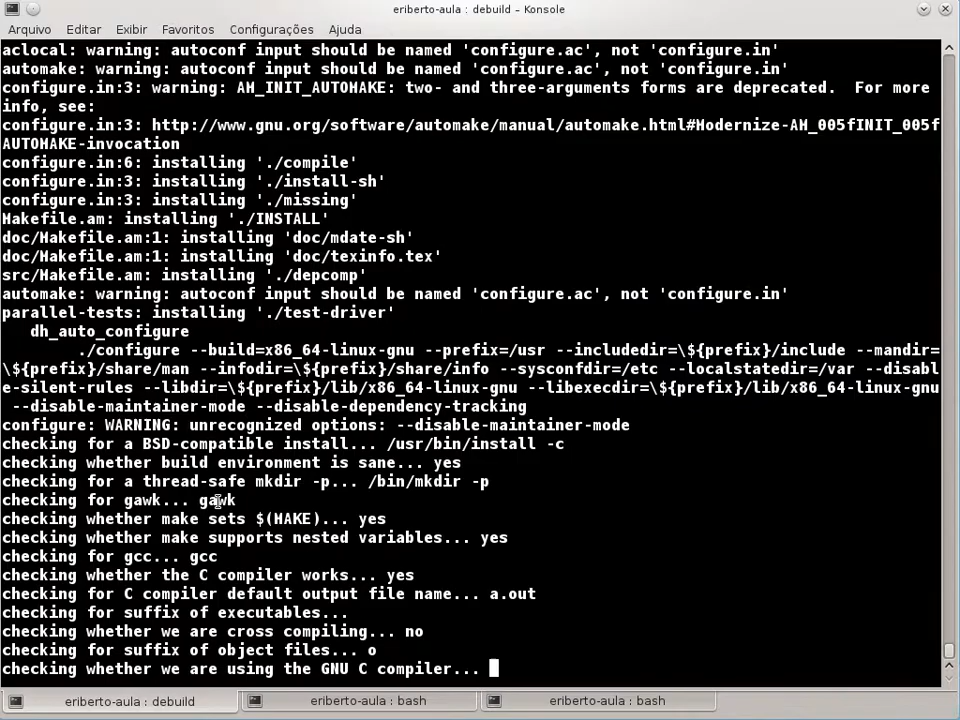 eriberto-aula : debuild – Konsole
Arquivo Editar Exibir Favoritos Configurações Ajuda
aclocal: warning: autoconf input should be named 'configure.ac', not 'configure.in'
automake: warning: autoconf input should be named 'configure.ac', not 'configure.in'
configure.in:3: warning: AM_INIT_AUTOMAKE: two- and three-arguments forms are deprecated.  For more
info, see:
configure.in:3: http://www.gnu.org/software/automake/manual/automake.html#Modernize-AM_005fINIT_005f
AUTOMAKE-invocation
configure.in:6: installing './compile'
configure.in:3: installing './install-sh'
configure.in:3: installing './missing'
Makefile.am: installing './INSTALL'
doc/Makefile.am:1: installing 'doc/mdate-sh'
doc/Makefile.am:1: installing 'doc/texinfo.tex'
src/Makefile.am: installing './depcomp'
automake: warning: autoconf input should be named 'configure.ac', not 'configure.in'
parallel-tests: installing './test-driver'
dh_auto_configure
./configure --build=x86_64-linux-gnu --prefix=/usr --includedir=\${prefix}/include --mandir=
\${prefix}/share/man --infodir=\${prefix}/share/info --sysconfdir=/etc --localstatedir=/var --disabl
e-silent-rules --libdir=\${prefix}/lib/x86_64-linux-gnu --libexecdir=\${prefix}/lib/x86_64-linux-gnu
--disable-maintainer-mode --disable-dependency-tracking
configure: WARNING: unrecognized options: --disable-maintainer-mode
checking for a BSD-compatible install... /usr/bin/install -c
checking whether build environment is sane... yes
checking for a thread-safe mkdir -p... /bin/mkdir -p
checking for gawk... gawk
checking whether make sets $(MAKE)... yes
checking whether make supports nested variables... yes
checking for gcc... gcc
checking whether the C compiler works... yes
checking for C compiler default output file name... a.out
checking for suffix of executables...
checking whether we are cross compiling... no
checking for suffix of object files... o
checking whether we are using the GNU C compiler...
eriberto-aula : debuild eriberto-aula : bash eriberto-aula : bash